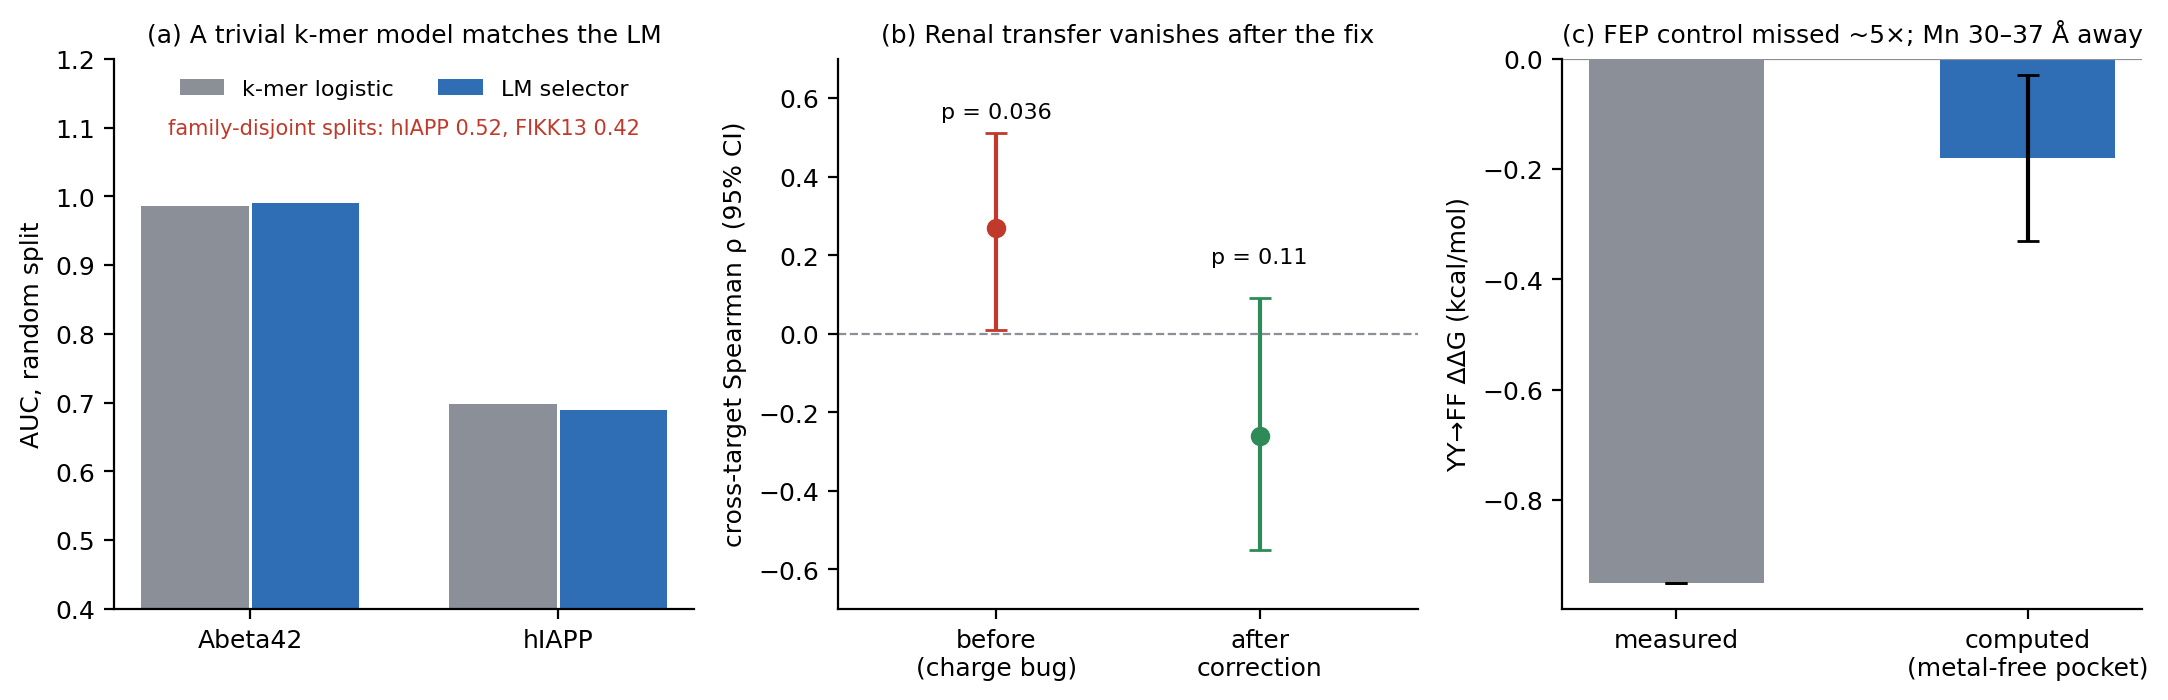 (a) A trivial k-mer model matches the LM
k-mer logistic
LM selector
family-disjoint splits: hIAPP 0.52, FIKK13 0.42
AUC, random split
1.2
1.1
1.0
0.9
0.8
0.7
0.6
0.5
0.4
Abeta42
hIAPP
(b) Renal transfer vanishes after the fix
cross-target Spearman ρ (95% CI)
0.6
0.4
0.2
0.0
−0.2
−0.4
−0.6
p = 0.036
p = 0.11
before
(charge bug)
after
correction
(c) FEP control missed ~5×; Mn 30–37 Å away
YY→FF ΔΔG (kcal/mol)
0.0
−0.2
−0.4
−0.6
−0.8
measured
computed
(metal-free pocket)